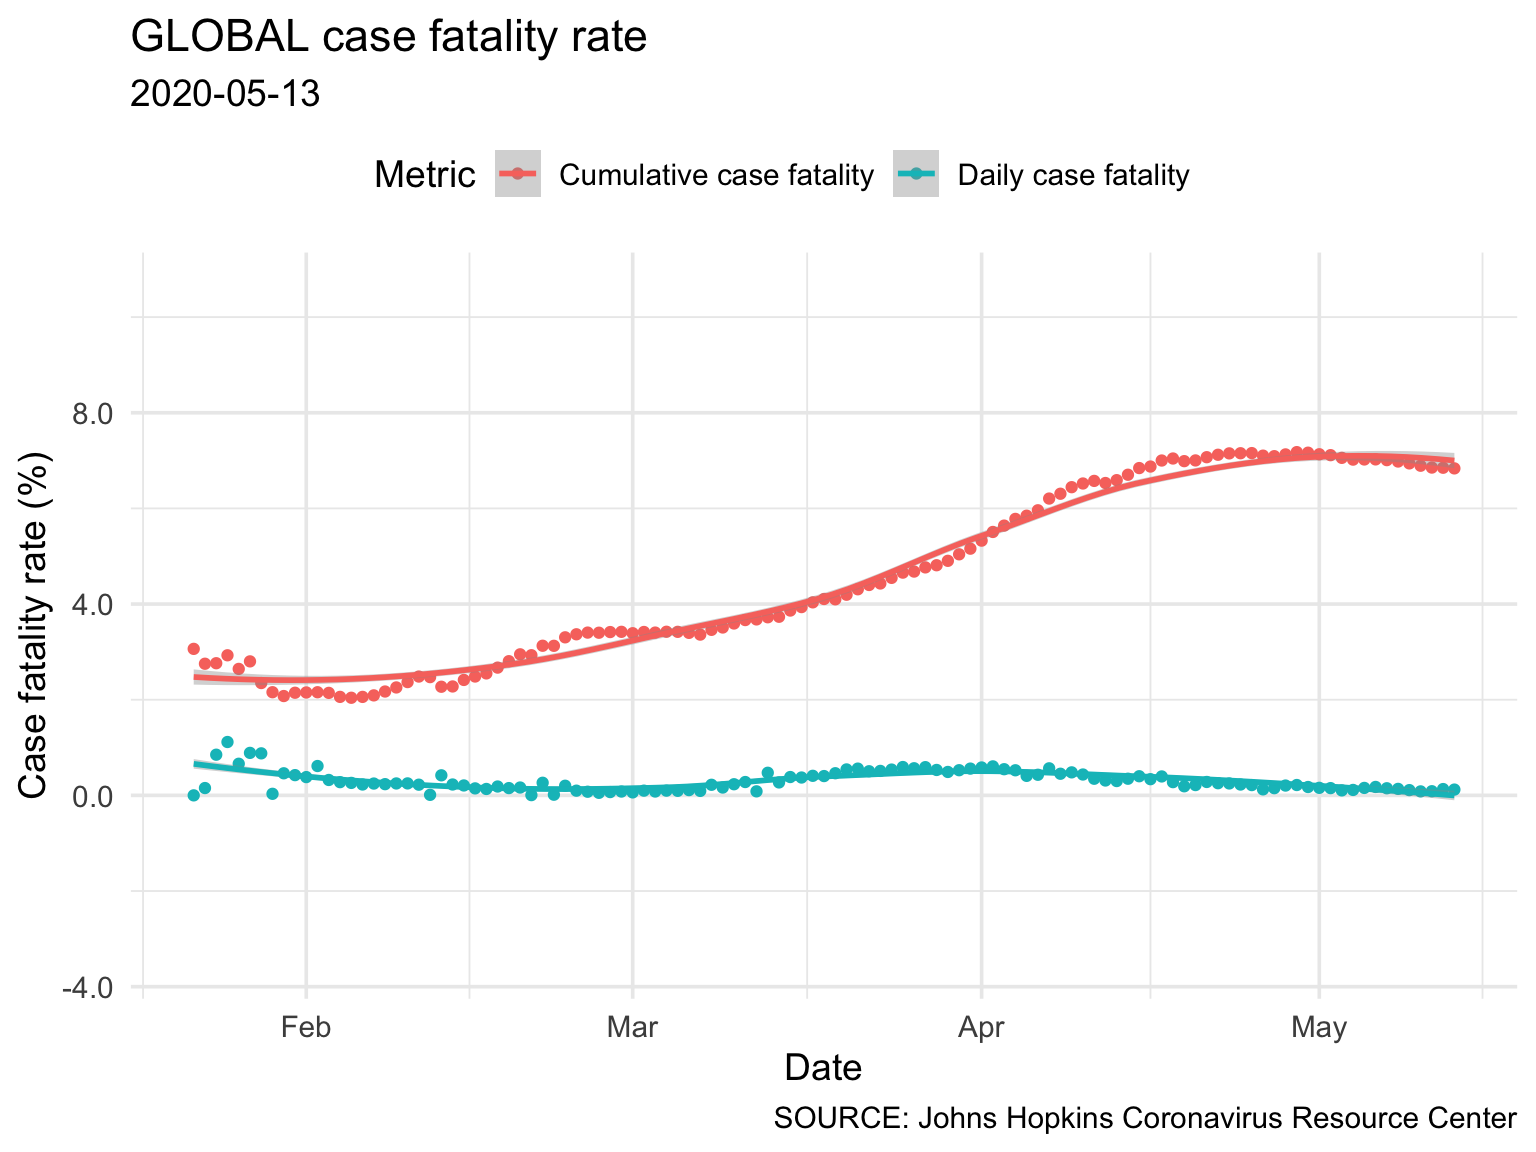 GLOBAL case fatality rate
2020-05-13
Metric Cumulative case fatality Daily case fatality
Case fatality rate (%)
8.0
4.0
0.0
-4.0
Feb Mar Apr May
Date
SOURCE: Johns Hopkins Coronavirus Resource Center